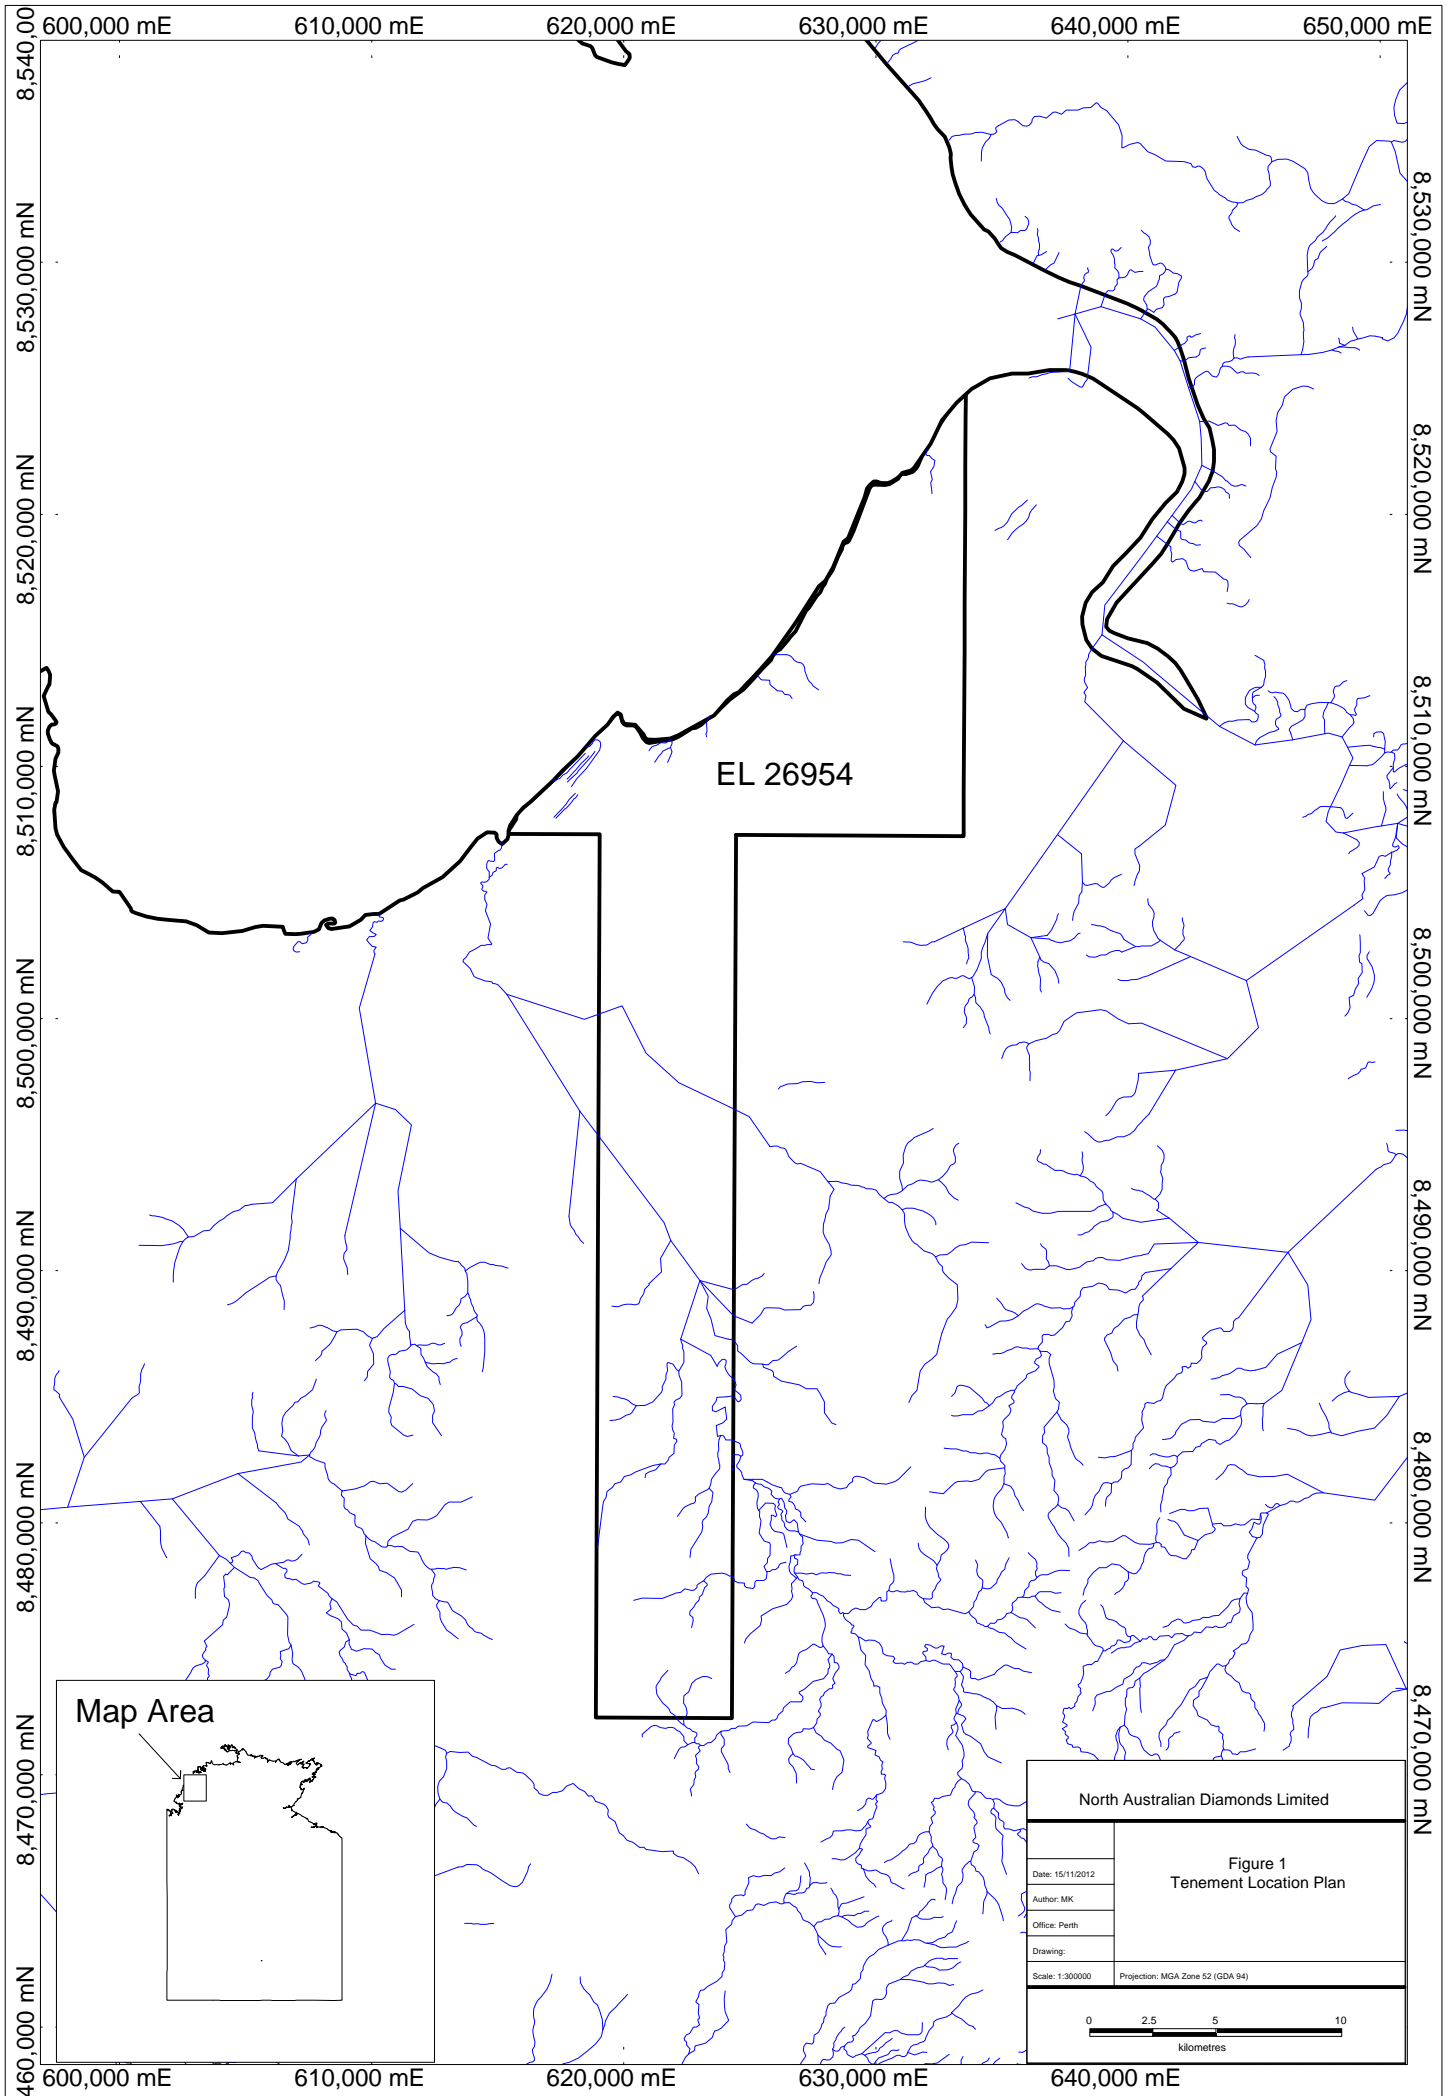 600,000 mE
610,000 mE
620,000 mE
630,000 mE
640,000 mE
650,000 mE
8,540,00
8,530,000 mN
8,520,000 mN
8,510,000 mN
8,500,000 mN
8,490,000 mN
8,480,000 mN
8,470,000 mN
460,000 mN
8,530,000 mN
8,520,000 mN
8,510,000 mN
8,500,000 mN
8,490,000 mN
8,480,000 mN
8,470,000 mN
EL 26954
Map Area
North Australian Diamonds Limited
Figure 1
Tenement Location Plan
Date: 15/11/2012
Author: MK
Office: Perth
Drawing:
Scale: 1:300000
Projection: MGA Zone 52 (GDA 94)
0 2.5 5 10
kilometres
600,000 mE
610,000 mE
620,000 mE
630,000 mE
640,000 mE